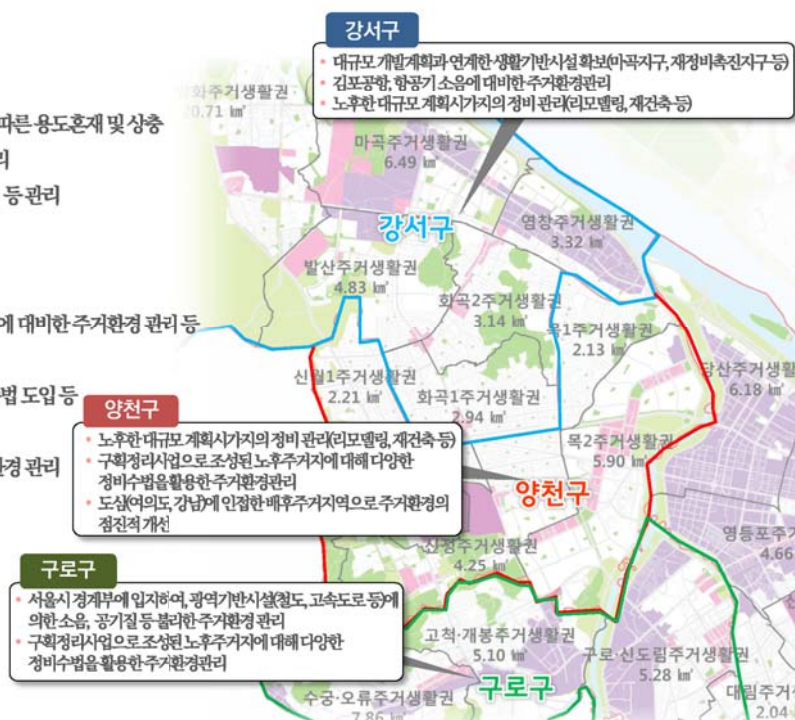 강서구
대규모 개발계획과 연계한 생활기반시설 확보(마곡지구, 재정비촉진지구 등)
김포공항, 항공기 소음에 대비한 주거환경관리
노후한 대규모 계획시가지의 정비 관리(리모델링, 재건축 등)
화주거생활권
0.71 ㎢
따른 용도혼재 및 상충
리
등 관리
마곡주거생활권
6.49 ㎢
강서구
염창주거생활권
3.32 ㎢
발산주거생활권
4.83 ㎢
화곡2주거생활권
3.14 ㎢
목1주거생활권
2.13 ㎢
에 대비한 주거환경 관리 등
신월1주거생활권
2.21 ㎢
화곡1주거생활권
2.94 ㎢
당산주거생활
6.18 ㎢
법 도입 등
양천구
노후한 대규모 계획시가지의 정비 관리(리모델링, 재건축 등)
구획정리사업으로 조성된 노후주거지에 대해 다양한
정비수법을 활용한 주거환경관리
도심(여의도, 강남)에 인접한 배후주거지역으로 주거환경의
점진적 개선
환경 관리
목2주거생활권
5.90 ㎢
양천구
신정주거생활권
4.25 ㎢
영등포주거
4.66
구로구
서울시 경계부에 입지하여, 광역기반시설(철도, 고속도로 등)에
의한 소음, 공기질 등 불리한 주거환경 관리
구획정리사업으로 조성된 노후주거지에 대해 다양한
정비수법을 활용한 주거환경관리
고척·개봉주거생활권
5.10 ㎢
구로·신도림주거생활권
5.28 ㎢
구로구
수궁·오류주거생활권
7.86 ㎢
대림주거
2.04